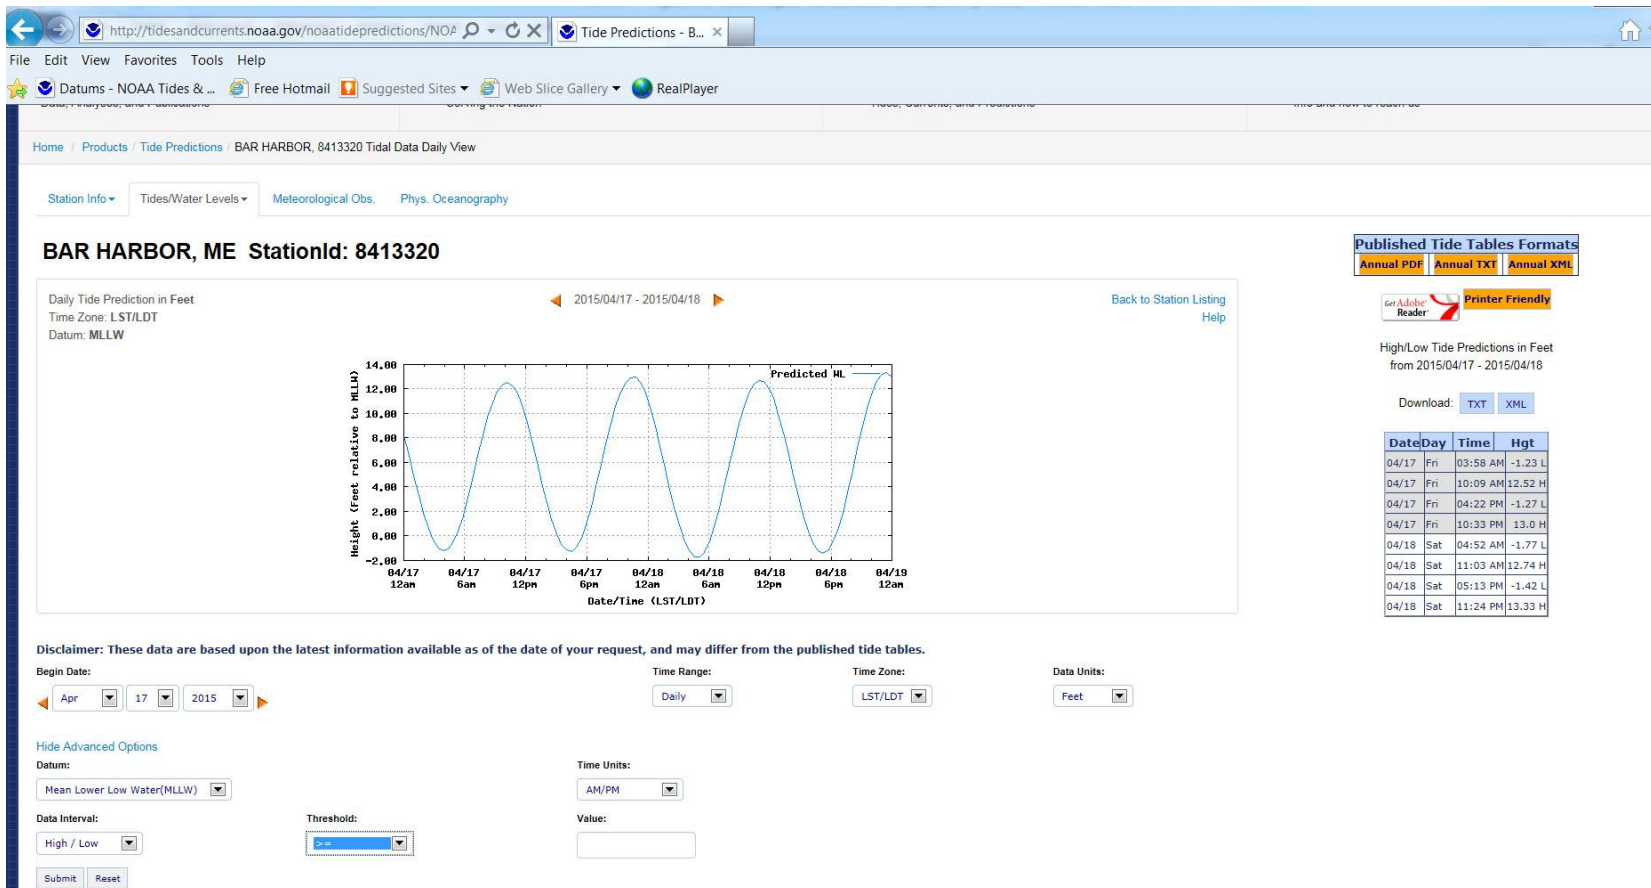 http://tidesandcurrents.noaa.gov/noaatidepredictions/NOA
Tide Predictions - B...
File Edit View Favorites Tools Help
Datums - NOAA Tides & ... Free Hotmail Suggested Sites Web Slice Gallery RealPlayer
Home / Products / Tide Predictions / BAR HARBOR, 8413320 Tidal Data Daily View
Station Info Tides/Water Levels Meteorological Obs. Phys. Oceanography
BAR HARBOR, ME StationId: 8413320
Daily Tide Prediction in Feet
Time Zone: LST/LDT
Datum: MLLW
2015/04/17 - 2015/04/18
Back to Station Listing
Help
Height (Feet relative to MLLW)
14.00
12.00
10.00
8.00
6.00
4.00
2.00
0.00
-2.00
Predicted WL
04/17 04/17 04/17 04/17 04/18 04/18 04/18 04/18 04/19
12am 6am 12pm 6pm 12am 6am 12pm 6pm 12am
Date/Time (LST/LDT)
Published Tide Tables Formats
Annual PDF Annual TXT Annual XML
Get Adobe Reader
Printer Friendly
High/Low Tide Predictions in Feet
from 2015/04/17 - 2015/04/18
Download: TXT XML
Date Day Time Hgt
04/17 Fri 03:58 AM -1.23 L
04/17 Fri 10:09 AM 12.52 H
04/17 Fri 04:22 PM -1.27 L
04/17 Fri 10:33 PM 13.0 H
04/18 Sat 04:52 AM -1.77 L
04/18 Sat 11:03 AM 12.74 H
04/18 Sat 05:13 PM -1.42 L
04/18 Sat 11:24 PM 13.33 H
Disclaimer: These data are based upon the latest information available as of the date of your request, and may differ from the published tide tables.
Begin Date: Time Range: Time Zone: Data Units:
Apr 17 2015 Daily LST/LDT Feet
Hide Advanced Options
Datum: Time Units:
Mean Lower Low Water(MLLW) AM/PM
Data Interval: Threshold: Value:
High / Low >=
Submit Reset